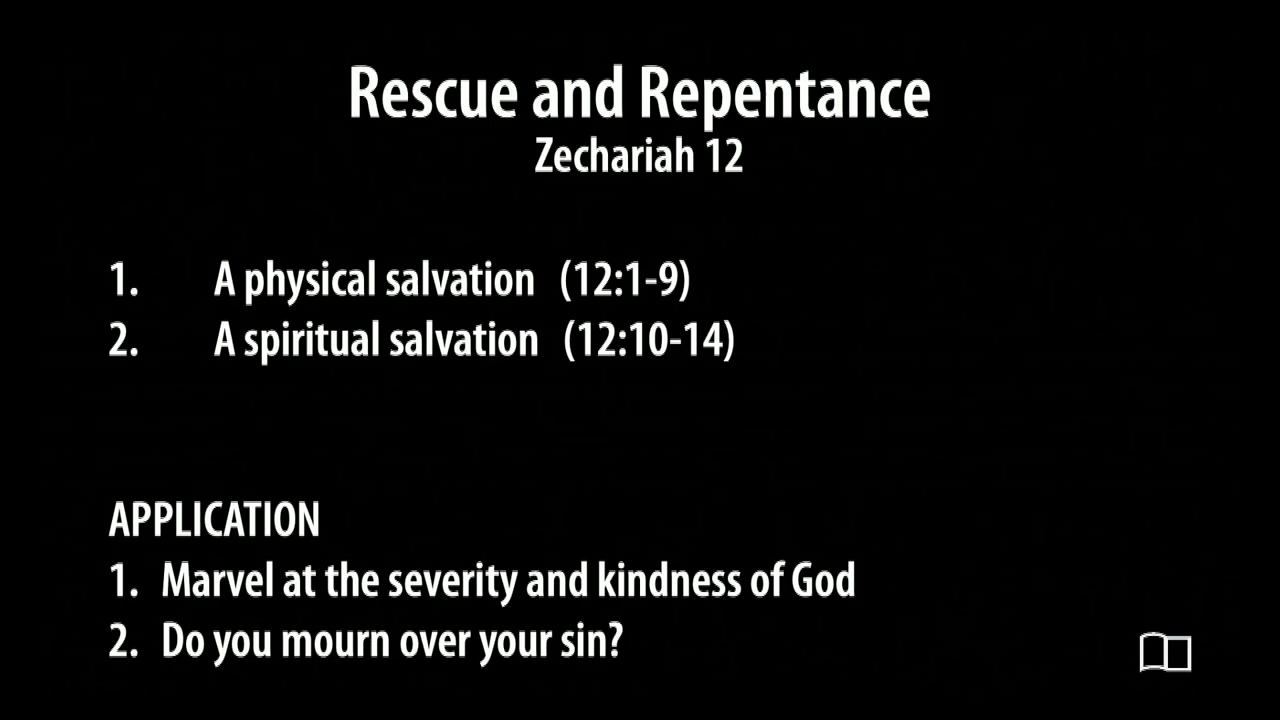 Rescue and Repentance
Zechariah 12
1. A physical salvation (12:1-9)
2. A spiritual salvation (12:10-14)
APPLICATION
1. Marvel at the severity and kindness of God
2. Do you mourn over your sin?